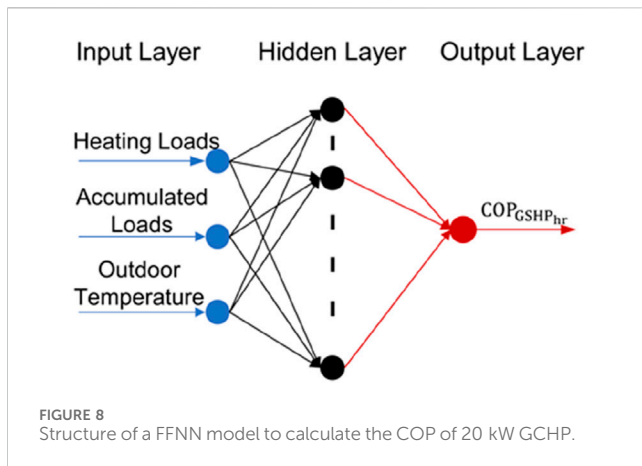 Input Layer Hidden Layer Output Layer
Heating Loads
Accumulated
Loads
Outdoor
Temperature
COP_GSHP_hr
FIGURE 8
Structure of a FFNN model to calculate the COP of 20 kW GCHP.